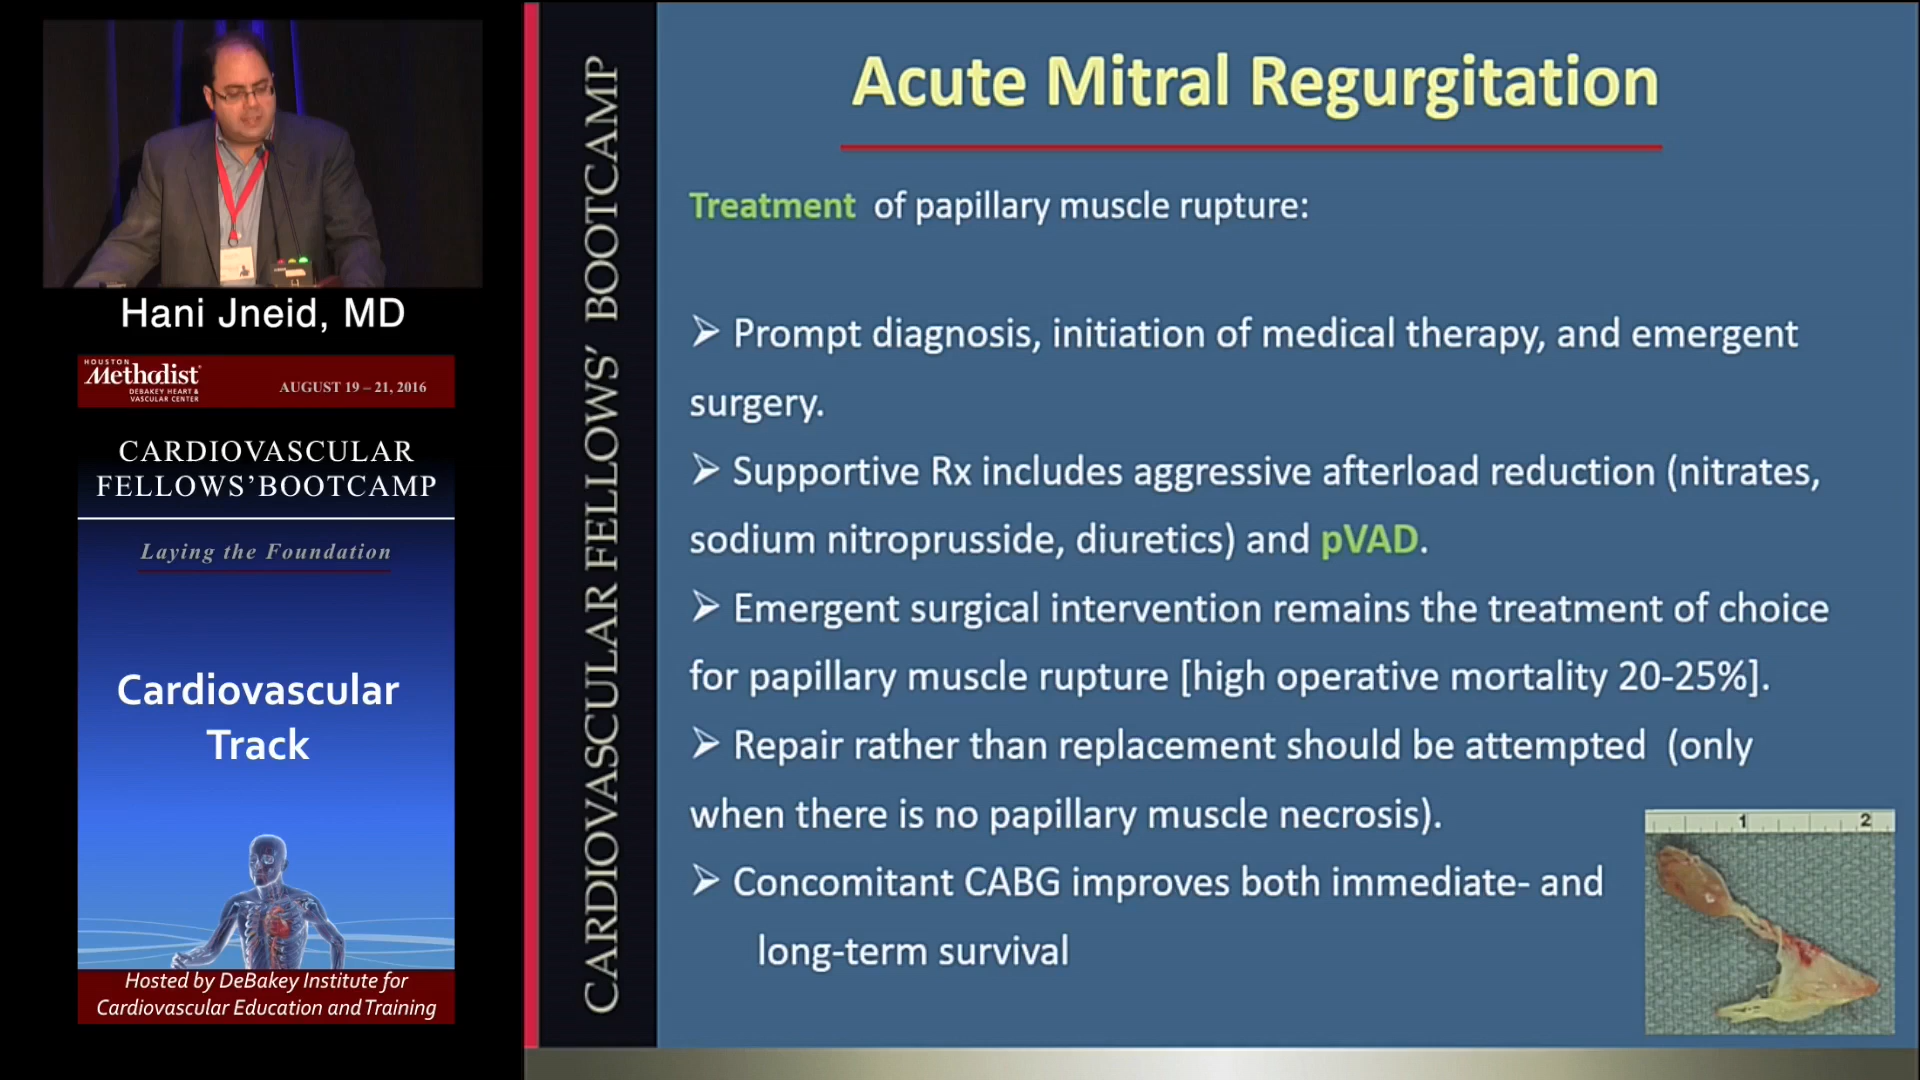 Hani Jneid, MD
HOUSTON
Methodist
DEBAKEY HEART &
VASCULAR CENTER
AUGUST 19 – 21, 2016
CARDIOVASCULAR
FELLOWS’BOOTCAMP
Laying the Foundation
Cardiovascular
Track
Hosted by DeBakey Institute for
Cardiovascular Education and Training
CARDIOVASCULAR FELLOWS’ BOOTCAMP
Acute Mitral Regurgitation
Treatment of papillary muscle rupture:
➢ Prompt diagnosis, initiation of medical therapy, and emergent
surgery.
➢ Supportive Rx includes aggressive afterload reduction (nitrates,
sodium nitroprusside, diuretics) and pVAD.
➢ Emergent surgical intervention remains the treatment of choice
for papillary muscle rupture [high operative mortality 20-25%].
➢ Repair rather than replacement should be attempted (only
when there is no papillary muscle necrosis).
➢ Concomitant CABG improves both immediate- and
long-term survival
1 2